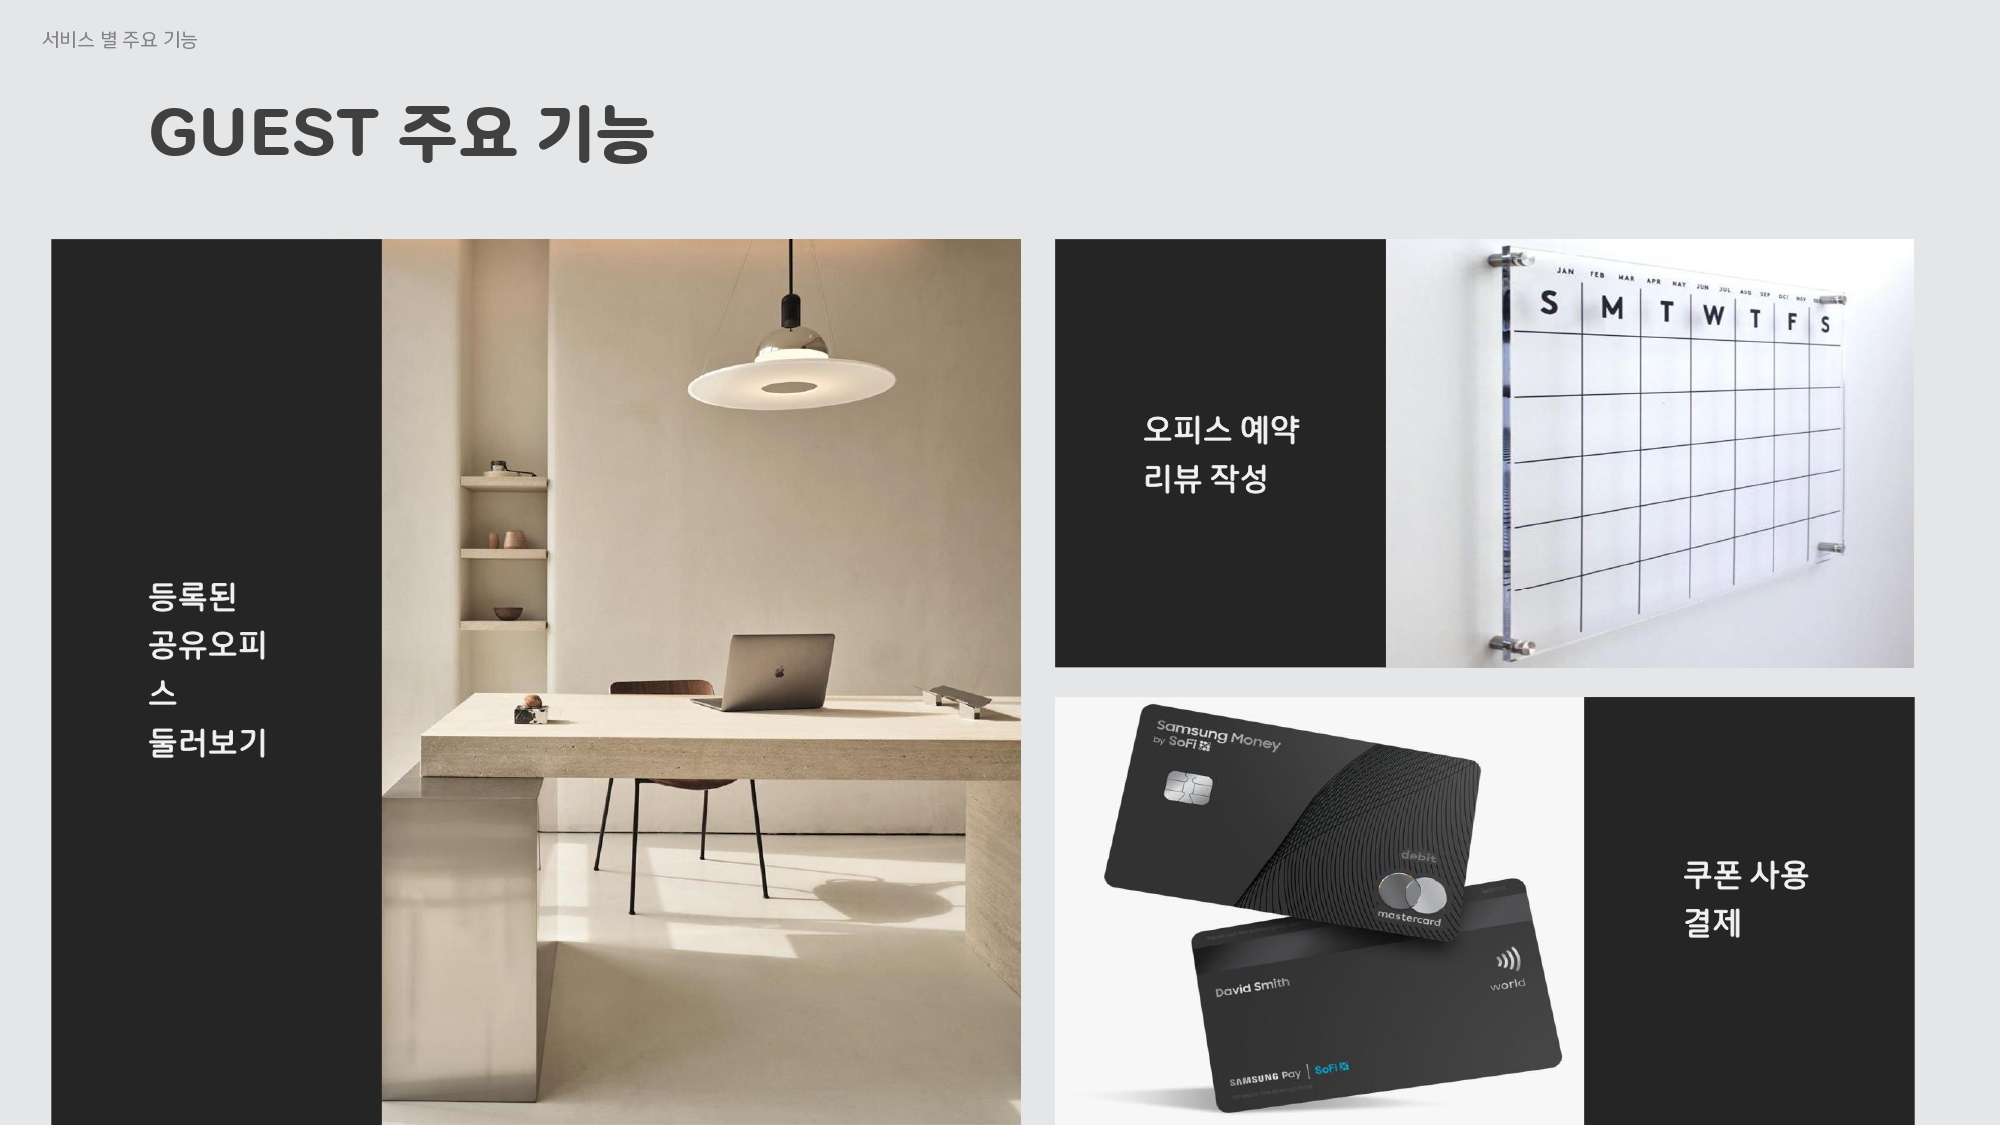 서비스 별 주요 기능
GUEST 주요 기능
등록된
공유오피
스
둘러보기
오피스 예약
리뷰 작성
JAN FEB MAR APR MAY JUN JUL AUG SEP OCT NOV
S M T W T F S
Samsung Money
by SoFi
debit
mastercard
David Smith
world
SAMSUNG Pay | SoFi
쿠폰 사용
결제